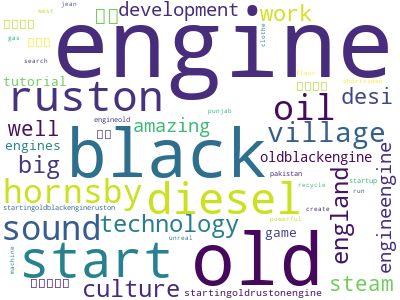 jean
west
development
work
gas
engine
clothe
search
tutorial
ruston
oil
desi
engineold
punjab
floor
shortvideo
well
amazing
village
black
engines
big
oldblackengine
pakistan
startup
recycle
run
hornsby
diesel
england
engineengine
create
startingoldblackengineruston
powerful
sound
technology
game
unreal
start
old
steam
machine
culture
startingoldrustonengine